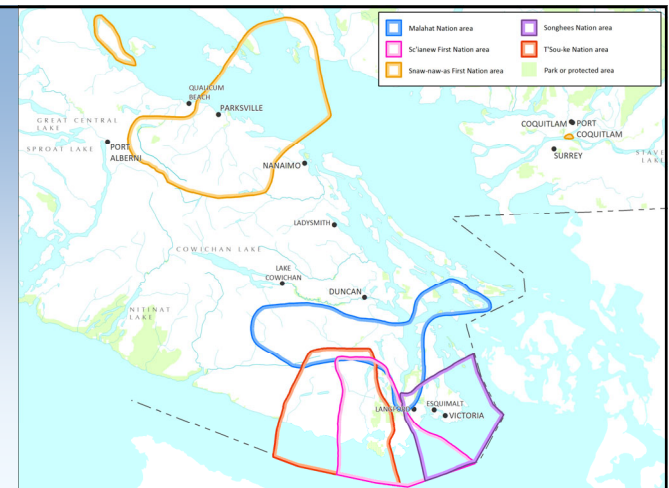 Malahat Nation area
Sc'ianew First Nation area
Snaw-naw-as First Nation area
Songhees Nation area
T'Sou-ke Nation area
Park or protected area
QUALICUM
BEACH
PARKSVILLE
GREAT CENTRAL
LAKE
SPROAT LAKE
PORT
ALBERNI
NANAIMO
COQUITLAM
PORT
COQUITLAM
SURREY
STAVE
LAKE
LADYSMITH
COWICHAN LAKE
LAKE
COWICHAN
DUNCAN
NITINAT
LAKE
ESQUIMALT
VICTORIA